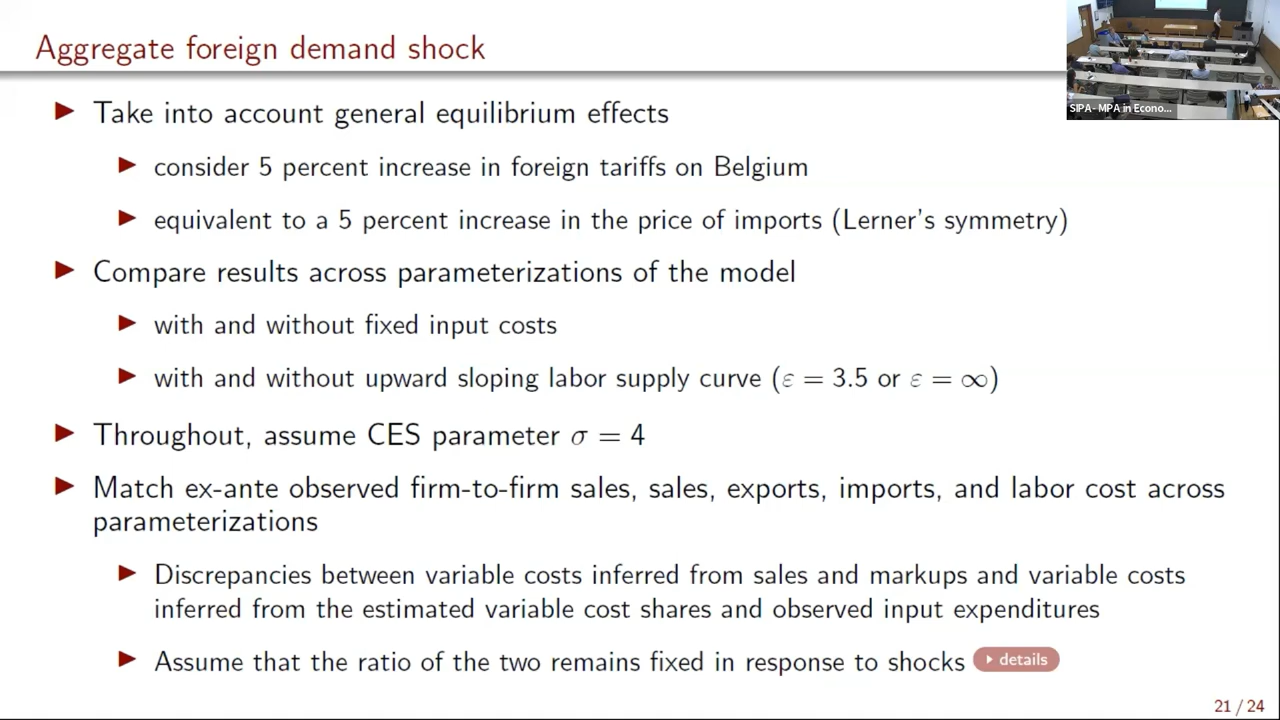 Aggregate foreign demand shock
SIPA- MPA in Econo...
Take into account general equilibrium effects
consider 5 percent increase in foreign tariffs on Belgium
equivalent to a 5 percent increase in the price of imports (Lerner's symmetry)
Compare results across parameterizations of the model
with and without fixed input costs
with and without upward sloping labor supply curve (ε = 3.5 or ε = ∞)
Throughout, assume CES parameter σ = 4
Match ex-ante observed firm-to-firm sales, sales, exports, imports, and labor cost across
parameterizations
Discrepancies between variable costs inferred from sales and markups and variable costs
inferred from the estimated variable cost shares and observed input expenditures
Assume that the ratio of the two remains fixed in response to shocks details
21 / 24